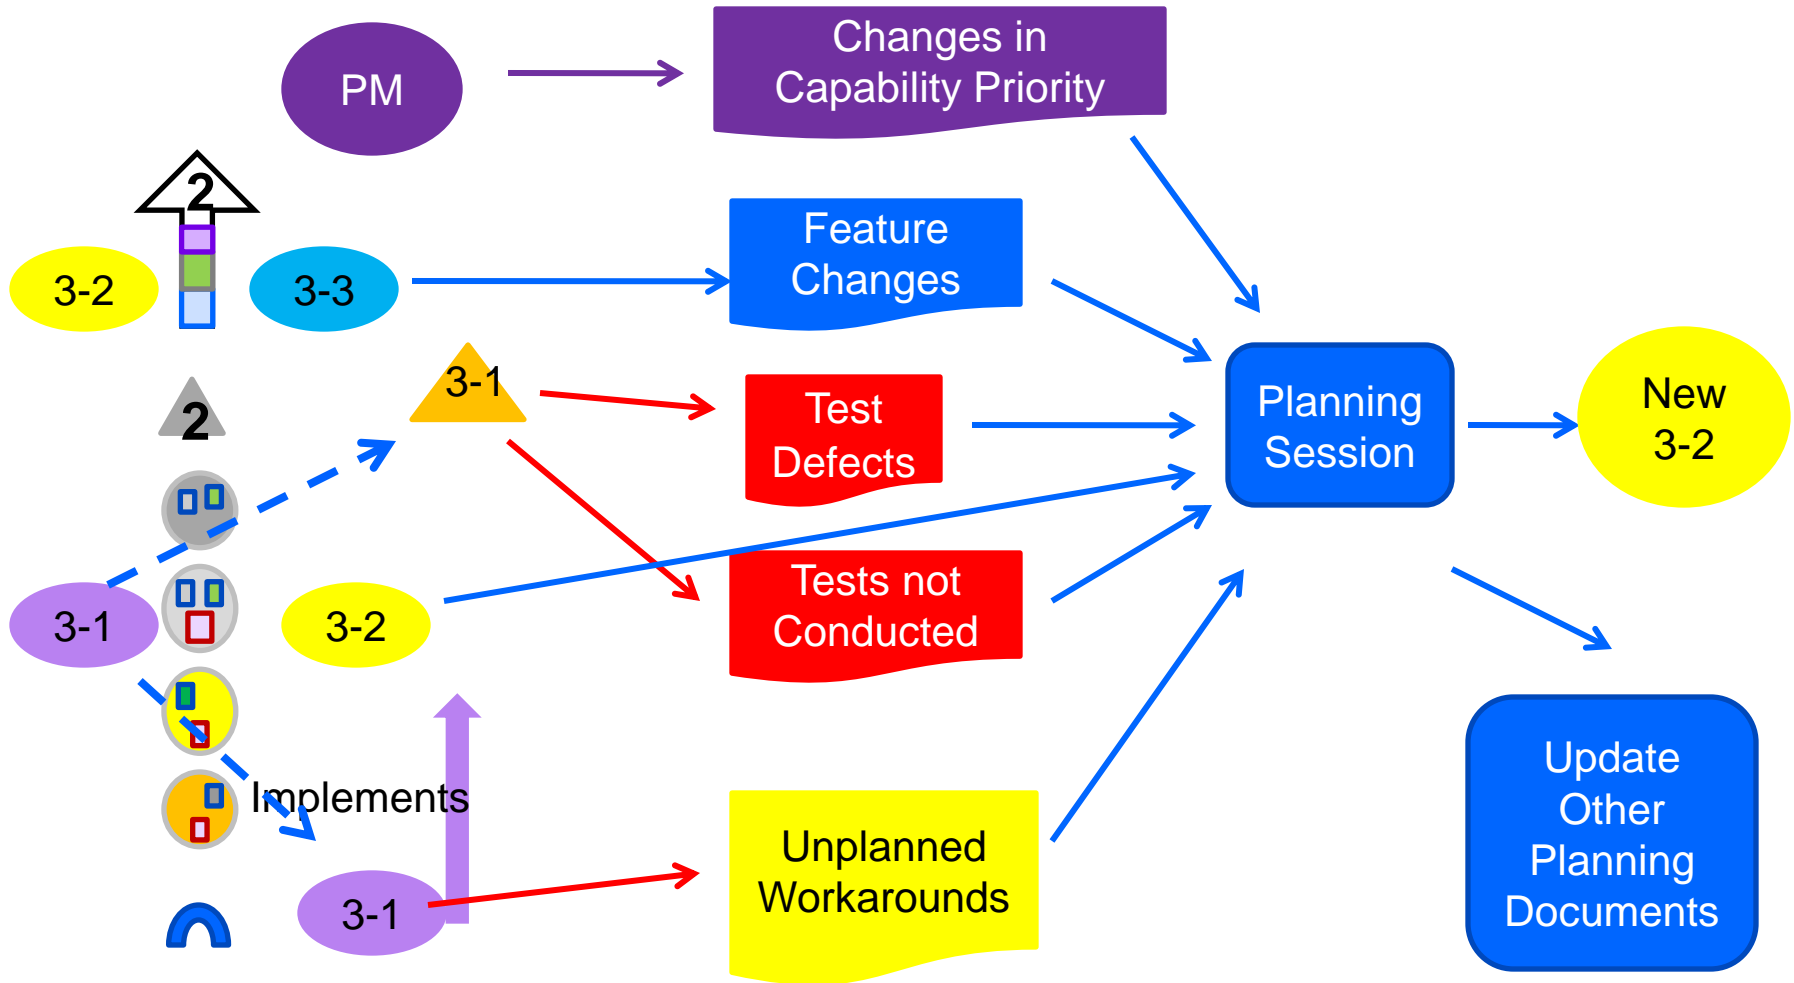 PM
Changes in
Capability Priority
2
Feature
Changes
3-2
3-3
3-1
2
Test
Defects
Planning
Session
New
3-2
3-1
3-2
Tests not
Conducted
Implements
Update
Other
Planning
Documents
Unplanned
Workarounds
3-1